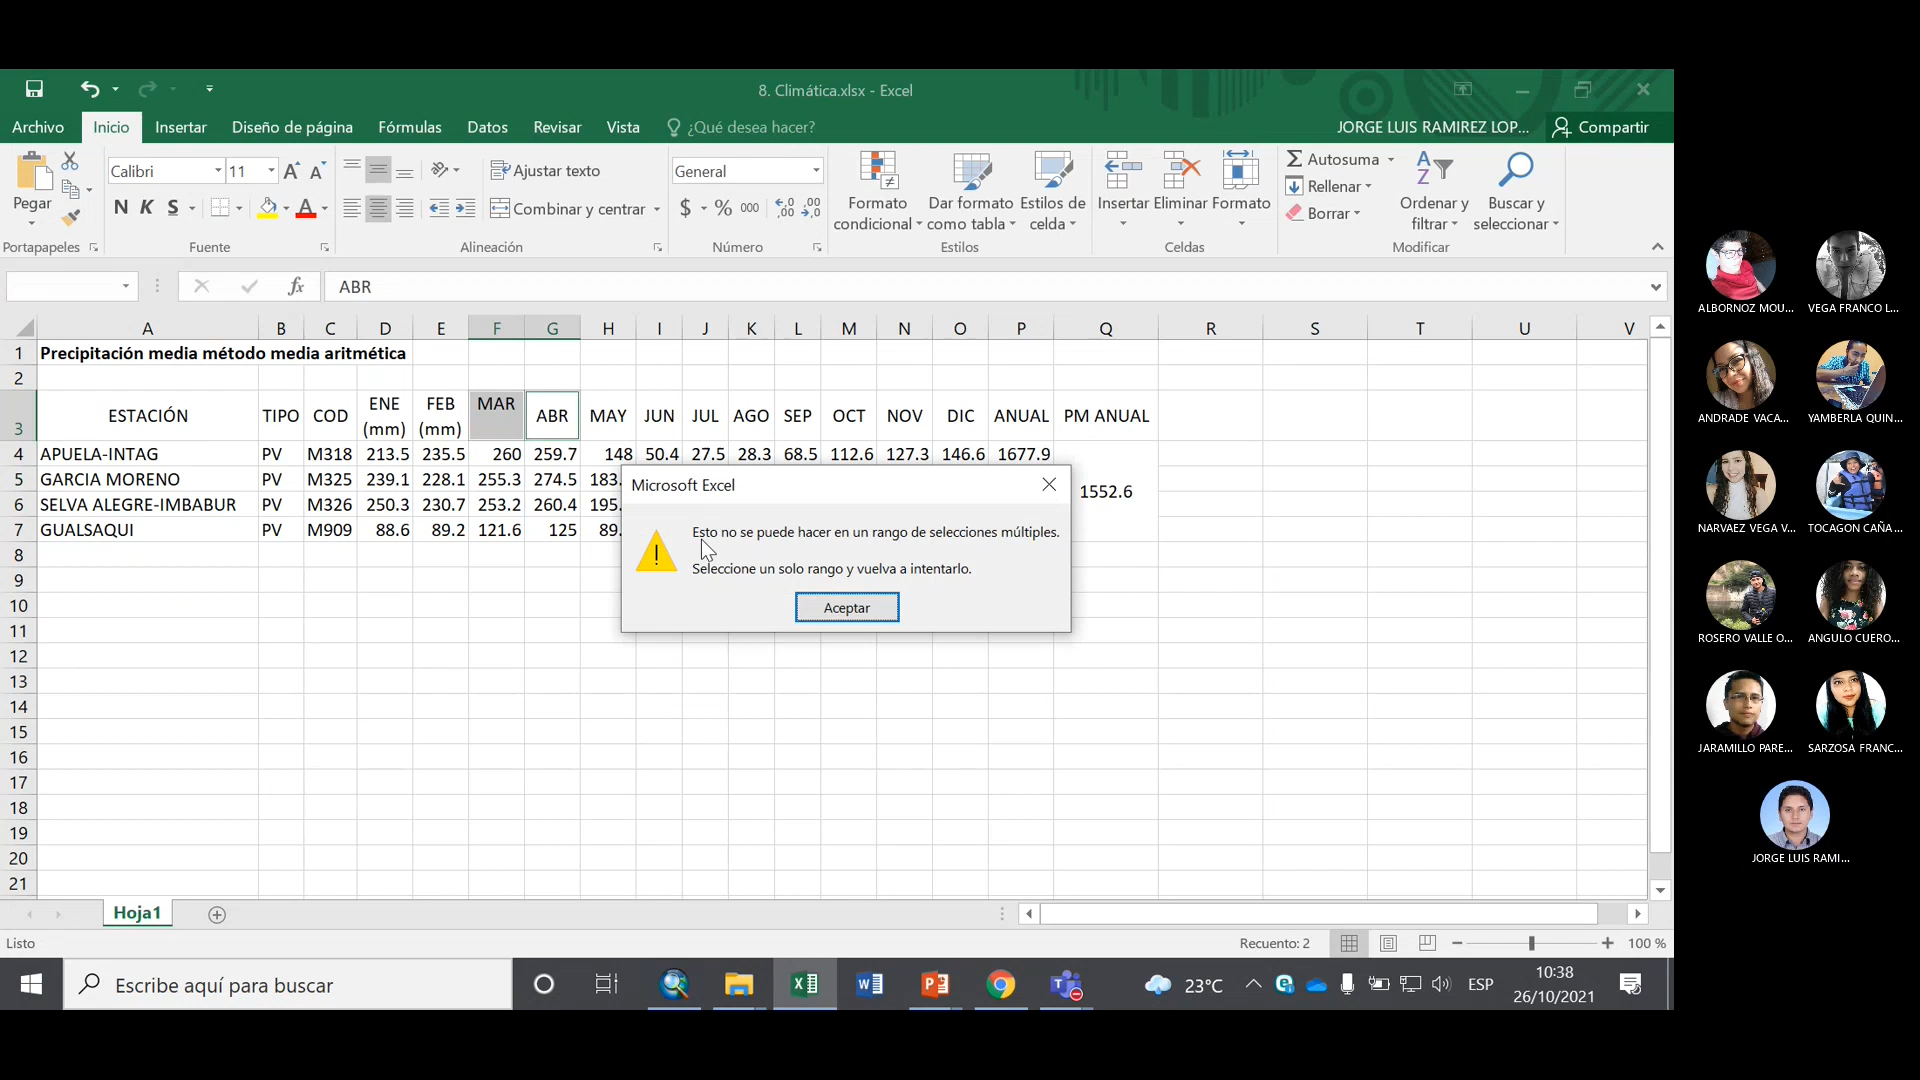 8. Climática.xlsx - Excel
Archivo Inicio Insertar Diseño de página Fórmulas Datos Revisar Vista ¿Qué desea hacer? JORGE LUIS RAMIREZ LOP... Compartir
Pegar
Portapapeles
Calibri 11
N K S
Fuente
Ajustar texto
Combinar y centrar
Alineación
General
$ % 000
Número
Formato condicional
Dar formato como tabla
Estilos de celda
Estilos
Insertar Eliminar Formato
Celdas
Autosuma
Rellenar
Borrar
Ordenar y filtrar
Buscar y seleccionar
Modificar
fx ABR
A B C D E F G H I J K L M N O P Q R S T U V
1 Precipitación media método media aritmética
2
3 ESTACIÓN TIPO COD ENE (mm) FEB (mm) MAR ABR MAY JUN JUL AGO SEP OCT NOV DIC ANUAL PM ANUAL
4 APUELA-INTAG PV M318 213.5 235.5 260 259.7 148 50.4 27.5 28.3 68.5 112.6 127.3 146.6 1677.9
5 GARCIA MORENO PV M325 239.1 228.1 255.3 274.5 183.
1552.6
6 SELVA ALEGRE-IMBABUR PV M326 250.3 230.7 253.2 260.4 195.
7 GUALSAQUI PV M909 88.6 89.2 121.6 125 89.
8
9
10
11
12
13
14
15
16
17
18
19
20
21
Microsoft Excel
Esto no se puede hacer en un rango de selecciones múltiples.
Seleccione un solo rango y vuelva a intentarlo.
Aceptar
Hoja1
Listo
Recuento: 2
100 %
Escribe aquí para buscar
23°C
ESP
10:38
26/10/2021
ALBORNOZ MOU...
VEGA FRANCO L...
ANDRADE VACA...
YAMBERLA QUIN...
NARVAEZ VEGA V...
TOCAGON CAÑA ...
ROSERO VALLE O...
ANGULO CUERO...
JARAMILLO PARE...
SARZOSA FRANC...
JORGE LUIS RAMI...